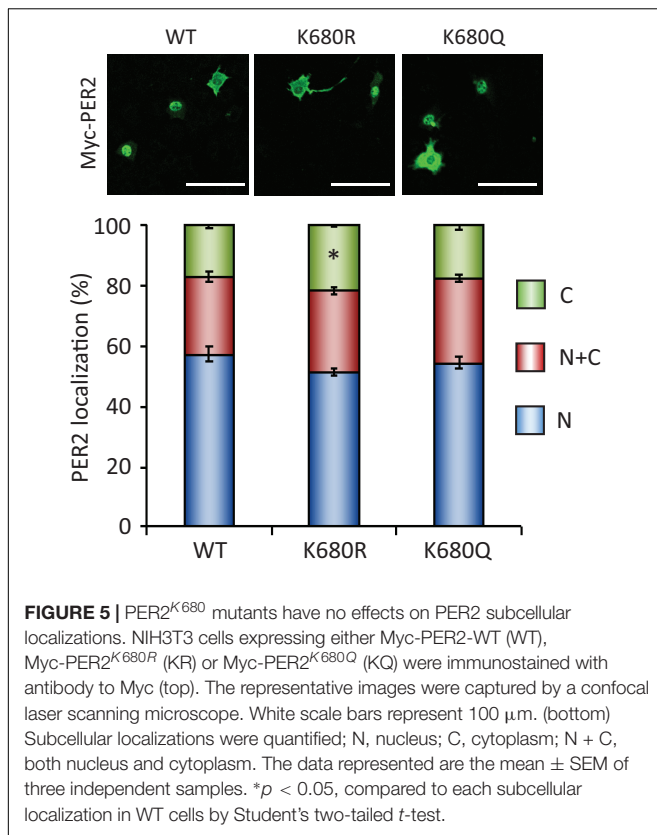 WT K680R K680Q
Myc-PER2
PER2 localization (%)
100
80
60
40
20
0
*
C
N+C
N
WT K680R K680Q
FIGURE 5 | PER2K680 mutants have no effects on PER2 subcellular
localizations. NIH3T3 cells expressing either Myc-PER2-WT (WT),
Myc-PER2K680R (KR) or Myc-PER2K680Q (KQ) were immunostained with
antibody to Myc (top). The representative images were captured by a confocal
laser scanning microscope. White scale bars represent 100 μm. (bottom)
Subcellular localizations were quantified; N, nucleus; C, cytoplasm; N + C,
both nucleus and cytoplasm. The data represented are the mean ± SEM of
three independent samples. *p < 0.05, compared to each subcellular
localization in WT cells by Student's two-tailed t-test.